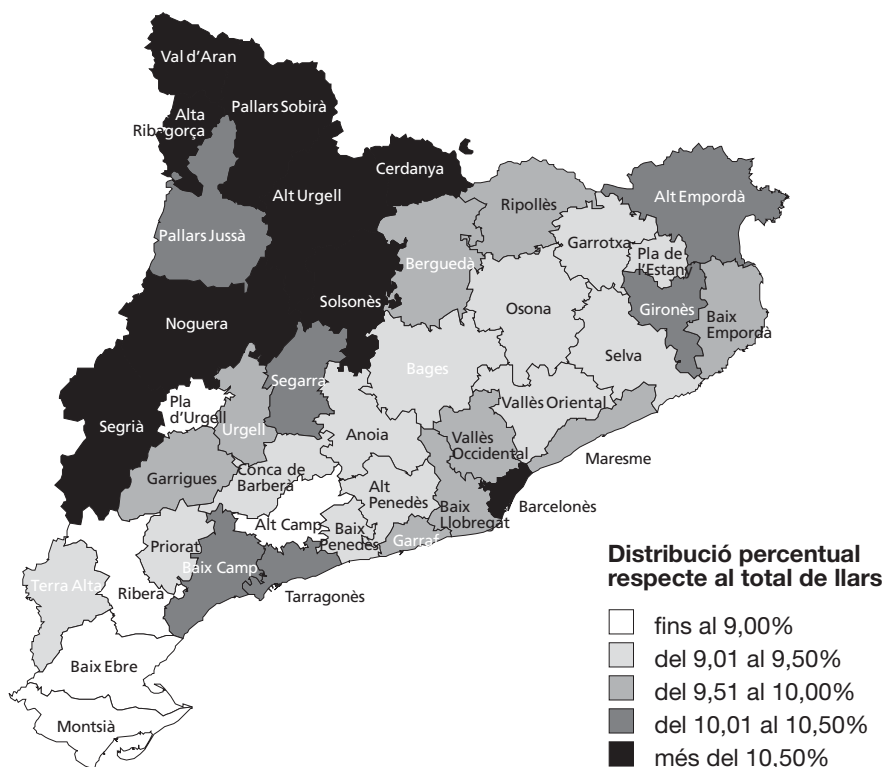 Val d'Aran
Alta
Ribagorça
Pallars Sobirà
Cerdanya
Alt Urgell
Ripollès
Alt Empordà
Pallars Jussà
Berguedà
Garrotxa
Pla de
l'Estany
Solsonès
Osona
Gironès
Baix
Empordà
Noguera
Selva
Segarra
Bages
Pla
d'Urgell
Urgell
Vallès Oriental
Segrià
Anoia
Vallès
Occidental
Maresme
Garrigues
Conca de
Barberà
Alt
Penedès
Baix
Llobregat
Barcelonès
Alt Camp
Baix
Penedès
Garraf
Priorat
Baix Camp
Terra Alta
Ribera
Tarragonès
Baix Ebre
Montsià
Distribució percentual
respecte al total de llars
fins al 9,00%
del 9,01 al 9,50%
del 9,51 al 10,00%
del 10,01 al 10,50%
més del 10,50%